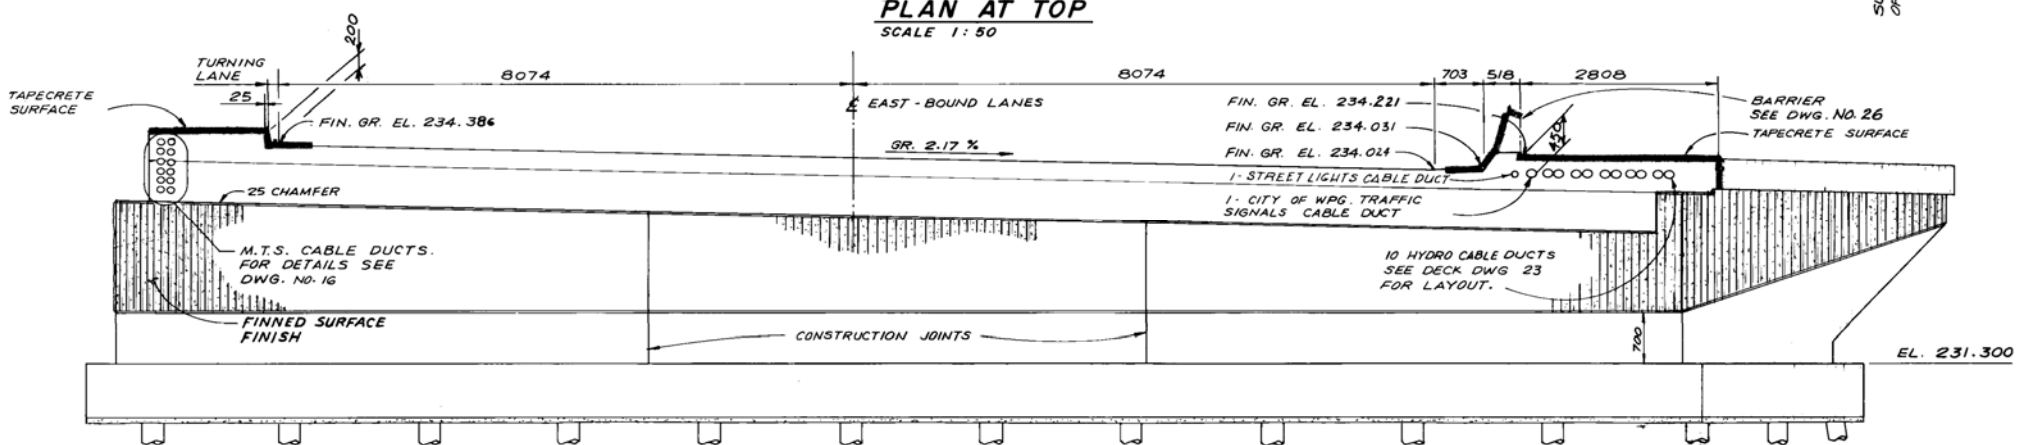 PLAN AT TOP
SCALE 1:50
200
TURNING
LANE
8074
8074
703
518
2808
TAPECRETE
SURFACE
25
FIN. GR. EL. 234.386
℄ EAST-BOUND LANES
FIN. GR. EL. 234.221
FIN. GR. EL. 234.031
FIN. GR. EL. 234.024
BARRIER
SEE DWG. NO. 26
TAPECRETE SURFACE
450
GR. 2.17 %
1- STREET LIGHTS CABLE DUCT
1- CITY OF WPG. TRAFFIC
SIGNALS CABLE DUCT
25 CHAMFER
M.T.S. CABLE DUCTS.
FOR DETAILS SEE
DWG. NO. 16
10 HYDRO CABLE DUCTS
SEE DECK DWG 23
FOR LAYOUT.
FINNED SURFACE
FINISH
CONSTRUCTION JOINTS
700
EL. 231.300